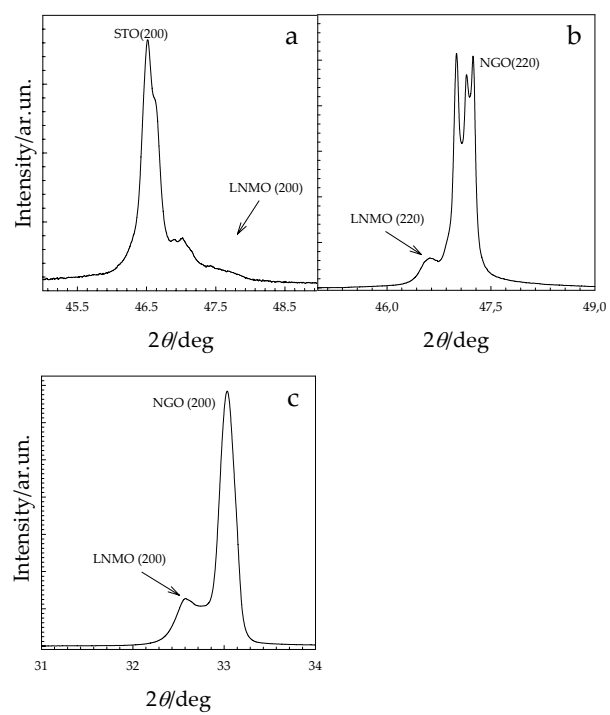 a
STO(200)
LNMO (200)
Intensity/ar.un.
45.5 46.5 47.5 48.5
2θ/deg
b
NGO(220)
LNMO (220)
46,0 47,5 49,0
2θ/deg
c
NGO (200)
LNMO (200)
Intensity/ar.un.
31 32 33 34
2θ/deg